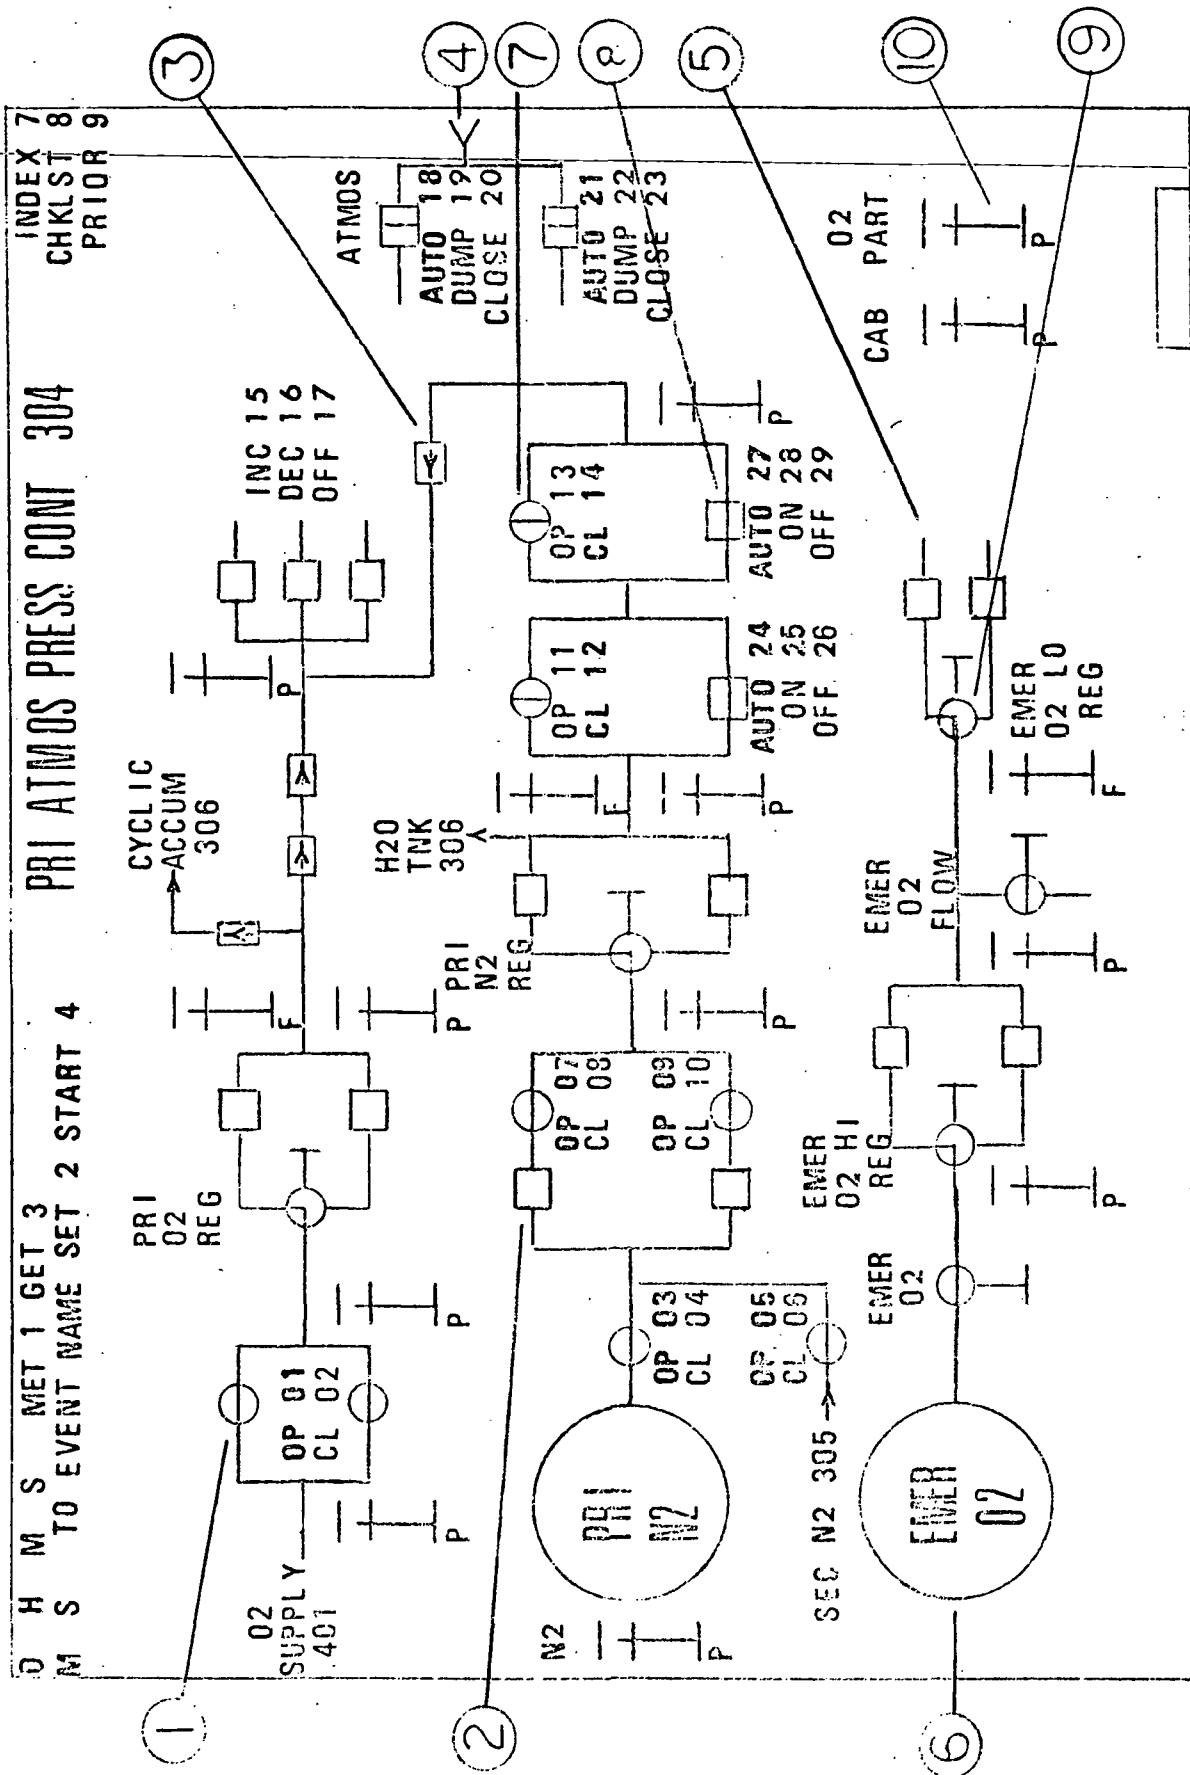 D H M S MET 1 GET 3
M S TO EVENT NAME SET 2 START 4
PRI ATMOS PRESS CONT 304
INDEX 7
CHKLST 8
PRIOR 9
1
2
3
4
5
6
7
8
9
10
O2
SUPPLY
401
OP 01
CL 02
P
P
PRI
O2
REG
F
P
CYCLIC
ACCUM
306
P
INC 15
DEC 16
OFF 17
ATMOS
AUTO 18
DUMP 19
CLOSE 20
AUTO 21
DUMP 22
CLOSE 23
N2
P
PRI
N2
OP 03
CL 04
OP 05
CL 06
SEC N2 305
OP 07
CL 08
OP 09
CL 10
P
PRI
N2
REG
H2O
TNK
306
F
P
OP 11
CL 12
AUTO 24
ON 25
OFF 26
OP 13
CL 14
AUTO 27
ON 28
OFF 29
P
EMER
O2
EMER
O2
P
EMER
O2 HI
REG
P
EMER
O2
FLOW
F
EMER
O2 LO
REG
CAB
P
O2
PART
P